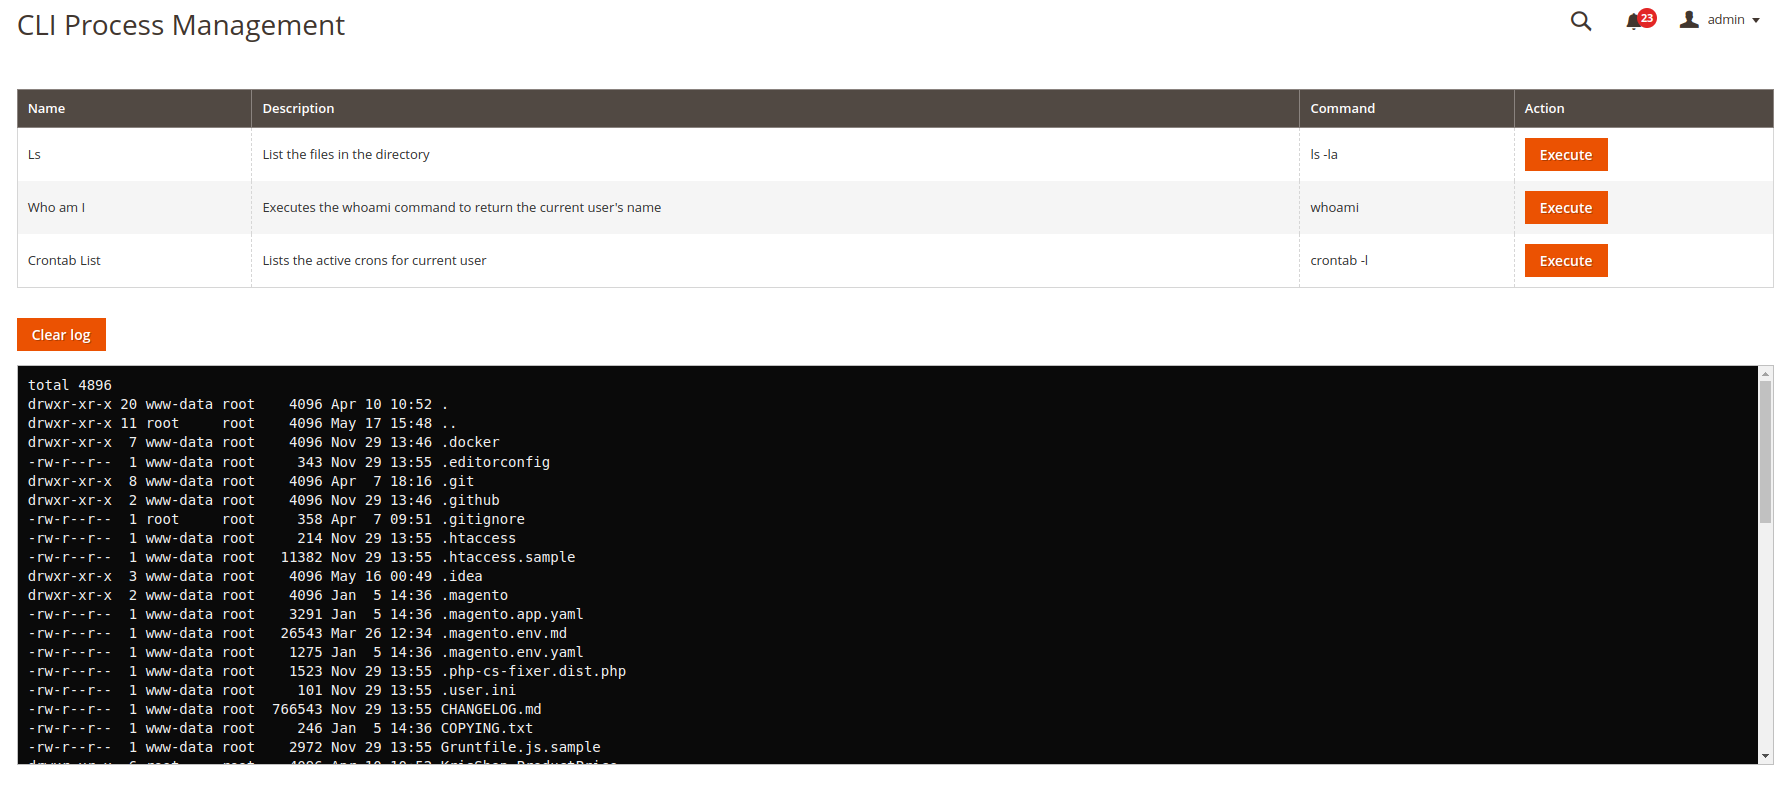 CLI Process Management
23
admin
Name Description Command Action
Ls List the files in the directory ls -la Execute
Who am I Executes the whoami command to return the current user's name whoami Execute
Crontab List Lists the active crons for current user crontab -l Execute
Clear log
total 4896
drwxr-xr-x 20 www-data root    4096 Apr 10 10:52 .
drwxr-xr-x 11 root     root    4096 May 17 15:48 ..
drwxr-xr-x  7 www-data root    4096 Nov 29 13:46 .docker
-rw-r--r--  1 www-data root     343 Nov 29 13:55 .editorconfig
drwxr-xr-x  8 www-data root    4096 Apr  7 18:16 .git
drwxr-xr-x  2 www-data root    4096 Nov 29 13:46 .github
-rw-r--r--  1 root     root     358 Apr  7 09:51 .gitignore
-rw-r--r--  1 www-data root     214 Nov 29 13:55 .htaccess
-rw-r--r--  1 www-data root   11382 Nov 29 13:55 .htaccess.sample
drwxr-xr-x  3 www-data root    4096 May 16 00:49 .idea
drwxr-xr-x  2 www-data root    4096 Jan  5 14:36 .magento
-rw-r--r--  1 www-data root    3291 Jan  5 14:36 .magento.app.yaml
-rw-r--r--  1 www-data root   26543 Mar 26 12:34 .magento.env.md
-rw-r--r--  1 www-data root    1275 Jan  5 14:36 .magento.env.yaml
-rw-r--r--  1 www-data root    1523 Nov 29 13:55 .php-cs-fixer.dist.php
-rw-r--r--  1 www-data root     101 Nov 29 13:55 .user.ini
-rw-r--r--  1 www-data root  766543 Nov 29 13:55 CHANGELOG.md
-rw-r--r--  1 www-data root     246 Jan  5 14:36 COPYING.txt
-rw-r--r--  1 www-data root    2972 Nov 29 13:55 Gruntfile.js.sample